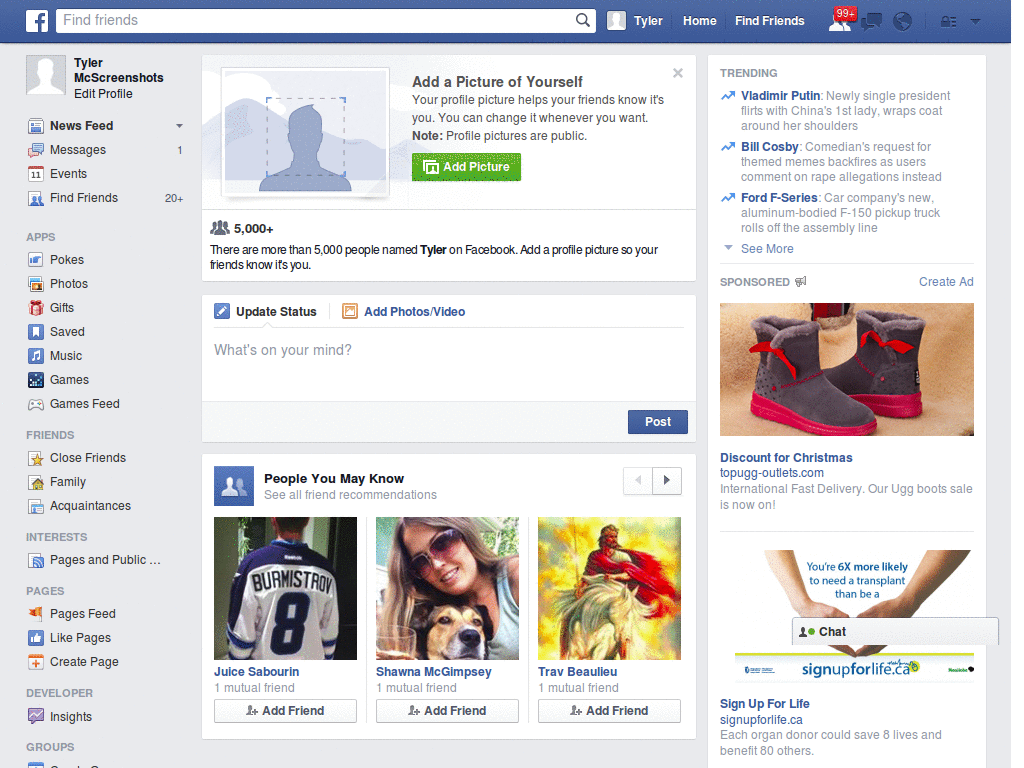 f
Find friends
Tyler
Home
Find Friends
99+
Tyler
McScreenshots
Edit Profile
News Feed
Messages 1
11 Events
Find Friends 20+
APPS
Pokes
Photos
Gifts
Saved
Music
Games
Games Feed
FRIENDS
Close Friends
Family
Acquaintances
INTERESTS
Pages and Public ...
PAGES
Pages Feed
Like Pages
Create Page
DEVELOPER
Insights
GROUPS
Add a Picture of Yourself
Your profile picture helps your friends know it's
you. You can change it whenever you want.
Note: Profile pictures are public.
Add Picture
5,000+
There are more than 5,000 people named Tyler on Facebook. Add a profile picture so your
friends know it's you.
Update Status
Add Photos/Video
What's on your mind?
Post
People You May Know
See all friend recommendations
Reebok
BURMISTROV
8
Juice Sabourin
1 mutual friend
Add Friend
Shawna McGimpsey
1 mutual friend
Add Friend
Trav Beaulieu
1 mutual friend
Add Friend
TRENDING
Vladimir Putin: Newly single president
flirts with China's 1st lady, wraps coat
around her shoulders
Bill Cosby: Comedian's request for
themed memes backfires as users
comment on rape allegations instead
Ford F-Series: Car company's new,
aluminum-bodied F-150 pickup truck
rolls off the assembly line
See More
SPONSORED
Create Ad
Discount for Christmas
topugg-outlets.com
International Fast Delivery. Our Ugg boots sale
is now on!
You're 6X more likely
to need a transplant
than be a
Chat
signupforlife.ca
Manitoba
Sign Up For Life
signupforlife.ca
Each organ donor could save 8 lives and
benefit 80 others.